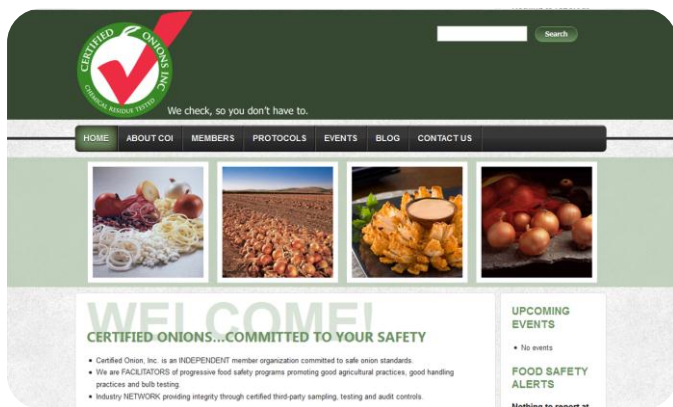 CERTIFIED ONIONS INC
CHEMICAL RESIDUE TESTED
We check, so you don't have to.
Search
HOME ABOUT COI MEMBERS PROTOCOLS EVENTS BLOG CONTACT US
WELCOME!
CERTIFIED ONIONS...COMMITTED TO YOUR SAFETY
• Certified Onion, Inc. is an INDEPENDENT member organization committed to safe onion standards.
• We are FACILITATORS of progressive food safety programs promoting good agricultural practices, good handling
practices and bulb testing.
• Industry NETWORK providing integrity through certified third-party sampling, testing and audit controls.
UPCOMING
EVENTS
• No events
FOOD SAFETY
ALERTS
Nothing to report at